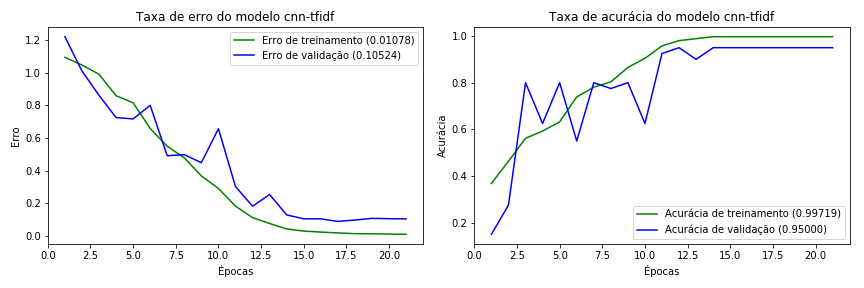 Taxa de erro do modelo cnn-tfidf
1.2
1.0
0.8
0.6
0.4
0.2
0.0
Erro
Erro de treinamento (0.01078)
Erro de validação (0.10524)
0.0 2.5 5.0 7.5 10.0 12.5 15.0 17.5 20.0
Épocas
Taxa de acurácia do modelo cnn-tfidf
1.0
0.8
0.6
0.4
0.2
Acurácia
Acurácia de treinamento (0.99719)
Acurácia de validação (0.95000)
0.0 2.5 5.0 7.5 10.0 12.5 15.0 17.5 20.0
Épocas